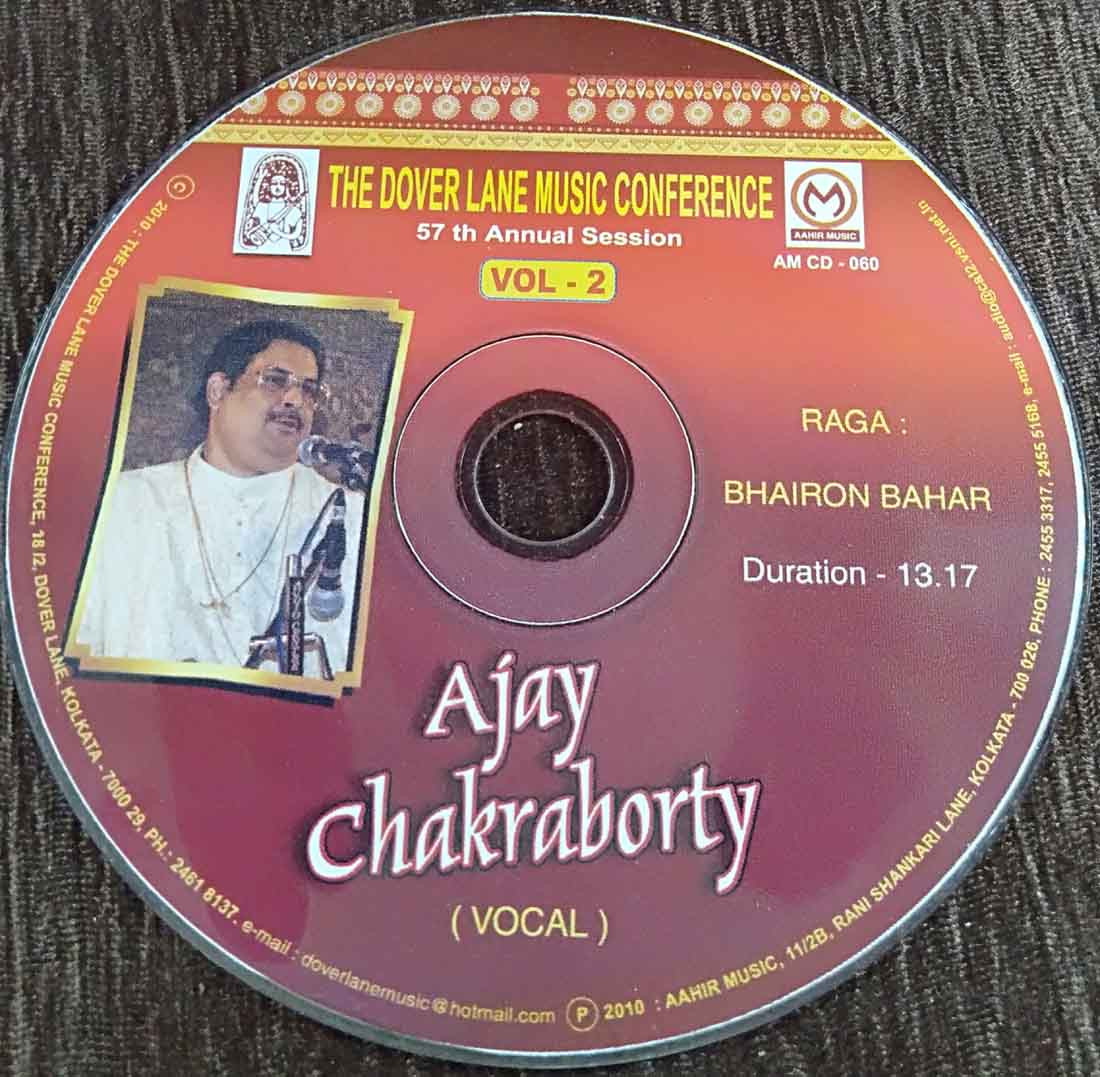 THE DOVER LANE MUSIC CONFERENCE
57 th Annual Session
VOL - 2
M
AAHIR MUSIC
AM CD - 060
RAGA :
BHAIRON BAHAR
Duration - 13.17
Ajay
Chakraborty
( VOCAL )
© 2010 : THE DOVER LANE MUSIC CONFERENCE, 18 /2, DOVER LANE, KOLKATA - 7000 29, PH.- 2461 8137. e-mail : doverlanemusic@hotmail.com
℗ 2010 : AAHIR MUSIC, 11/2B, RANI SHANKARI LANE, KOLKATA - 700 026, PHONE : 2455 3317, 2455 5168, e-mail : audio@cal2.vsnl.net.in